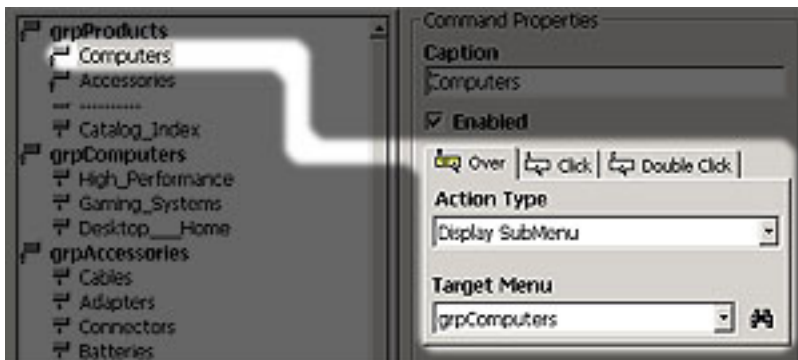 grpProducts
Computers
Accessories
--- -----------
Catalog_Index
grpComputers
High_Performance
Gaming_Systems
Desktop___Home
grpAccessories
Cables
Adapters
Connectors
Batteries
Command Properties
Caption
Computers
Enabled
Over Click Double Click
Action Type
Display SubMenu
Target Menu
grpComputers